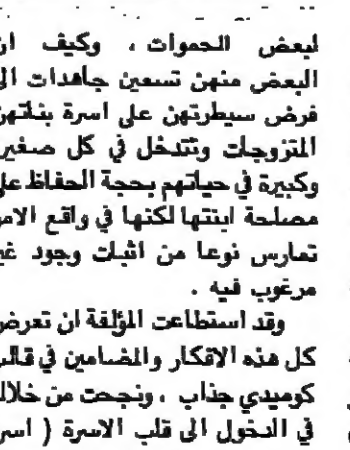 لبعض الحموات ، وكيف ان
البعض منهن تسعين جاهدات الى
فرض سيطرتهن على اسرة بناتهن
المتزوجات وتتدخل في كل صغير
وكبيرة في حياتهم بحجة الحفاظ على
مصلحة ابنتها لكنها في واقع الامر
تمارس نوعا من اثبات وجود غير
مرغوب فيه .
وقد استطاعت المؤلفة ان تعرض
كل هذه الافكار والمضامين في قالب
كوميدي جذاب ، ونجحت من خلاله
في الدخول الى قلب الاسرة ( اسر